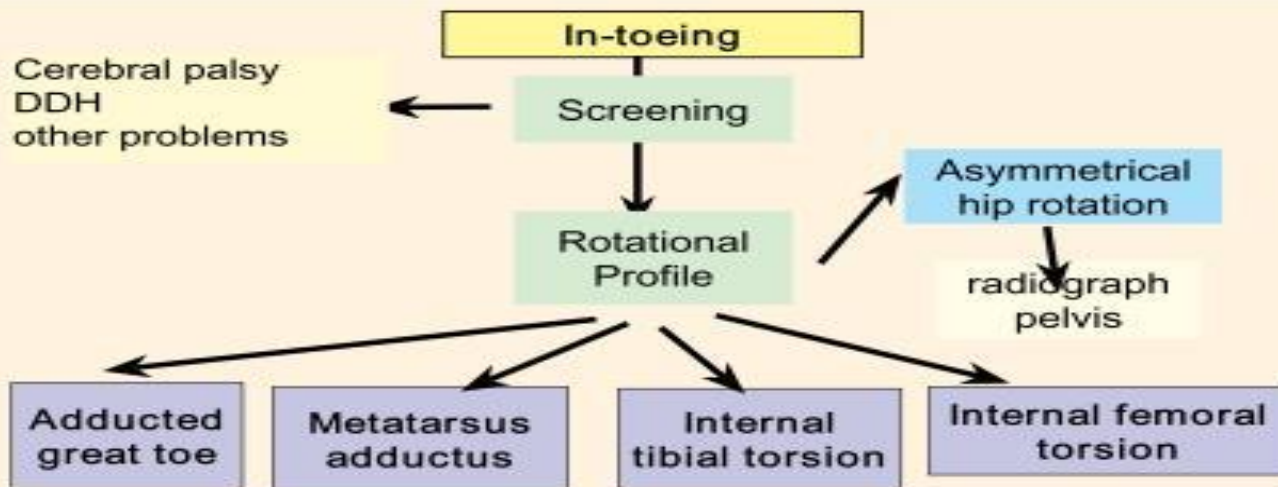 In-toeing
Cerebral palsy
DDH
other problems
Screening
Asymmetrical
hip rotation
Rotational
Profile
radiograph
pelvis
Adducted
great toe
Metatarsus
adductus
Internal
tibial torsion
Internal femoral
torsion